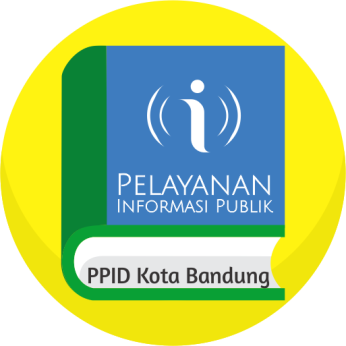 PELAYANAN
INFORMASI PUBLIK
PPID Kota Bandung